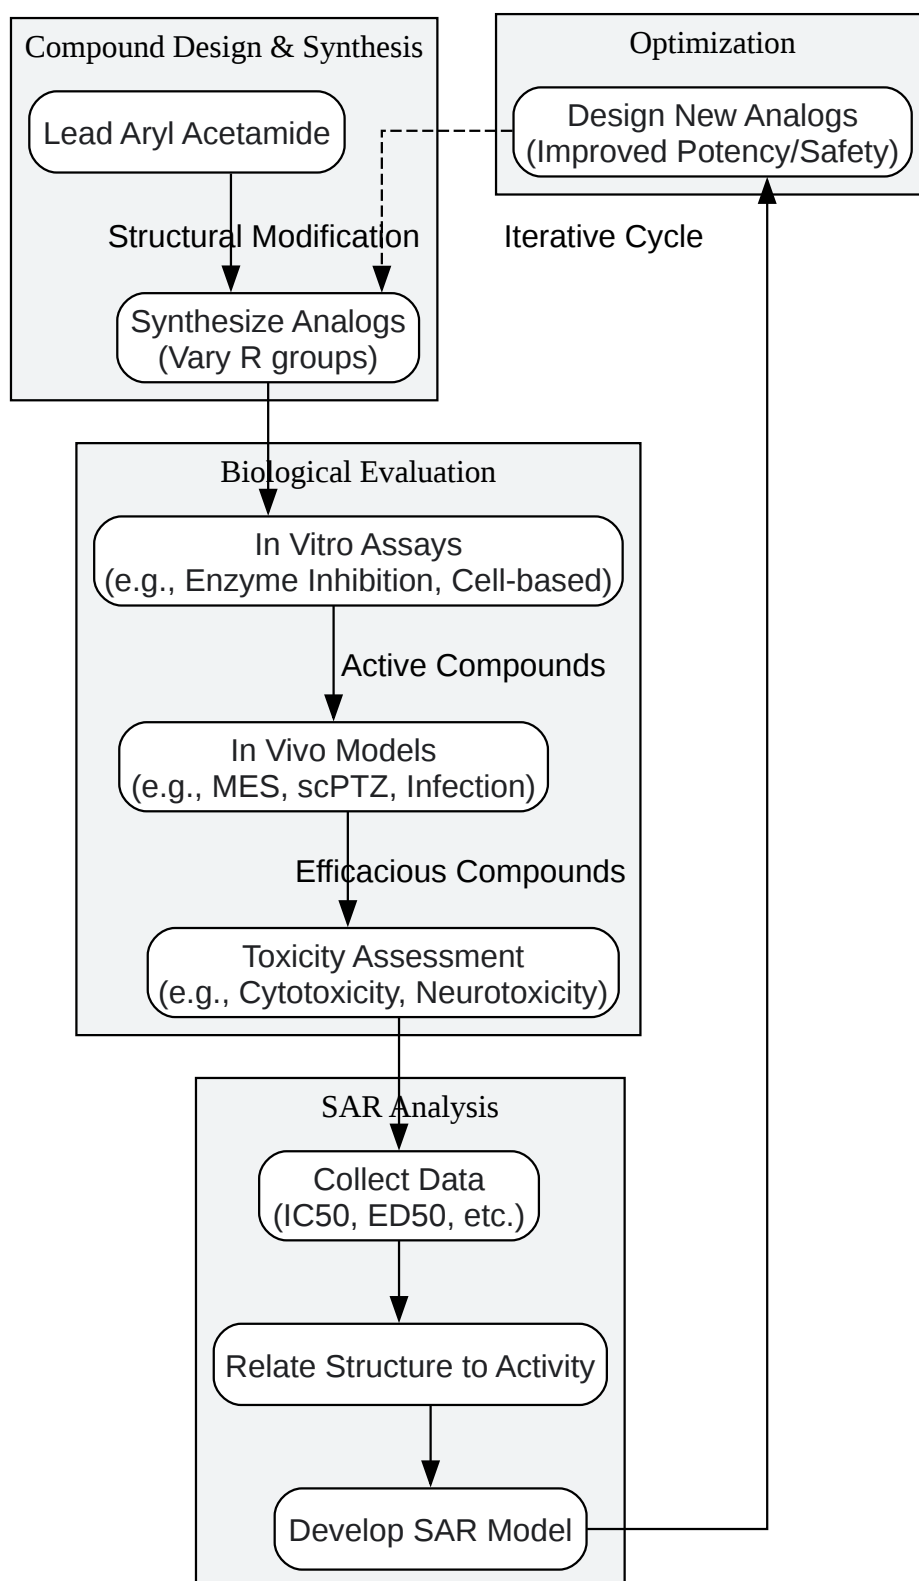 Compound Design & Synthesis
Lead Aryl Acetamide
Structural Modification
Synthesize Analogs
(Vary R groups)
Optimization
Design New Analogs
(Improved Potency/Safety)
Iterative Cycle
Biological Evaluation
In Vitro Assays
(e.g., Enzyme Inhibition, Cell-based)
Active Compounds
In Vivo Models
(e.g., MES, scPTZ, Infection)
Efficacious Compounds
Toxicity Assessment
(e.g., Cytotoxicity, Neurotoxicity)
SAR Analysis
Collect Data
(IC50, ED50, etc.)
Relate Structure to Activity
Develop SAR Model